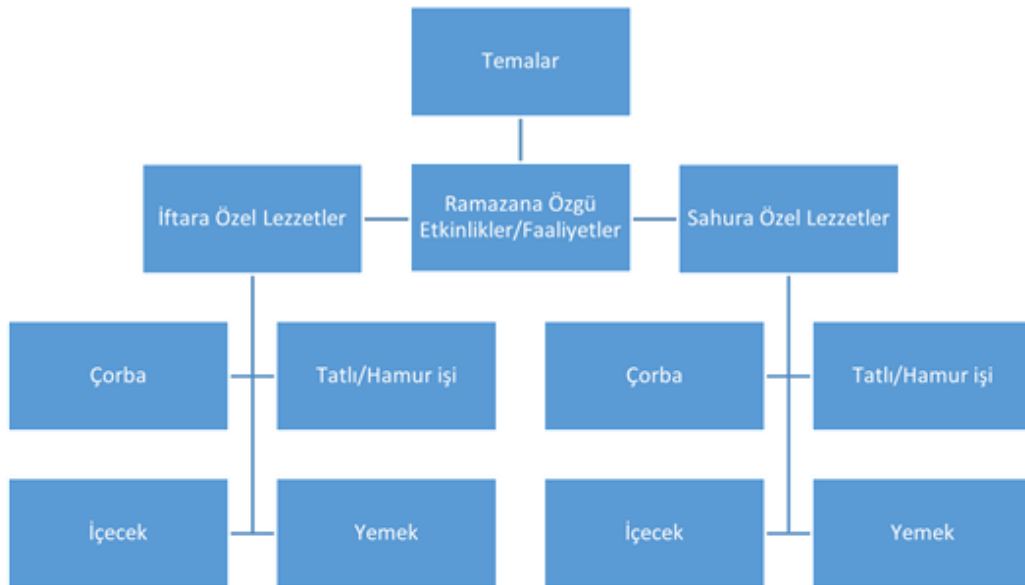 Temalar
İftara Özel Lezzetler
Ramazana Özgü
Etkinlikler/Faaliyetler
Sahura Özel Lezzetler
Çorba
Tatlı/Hamur işi
Çorba
Tatlı/Hamur işi
İçecek
Yemek
İçecek
Yemek